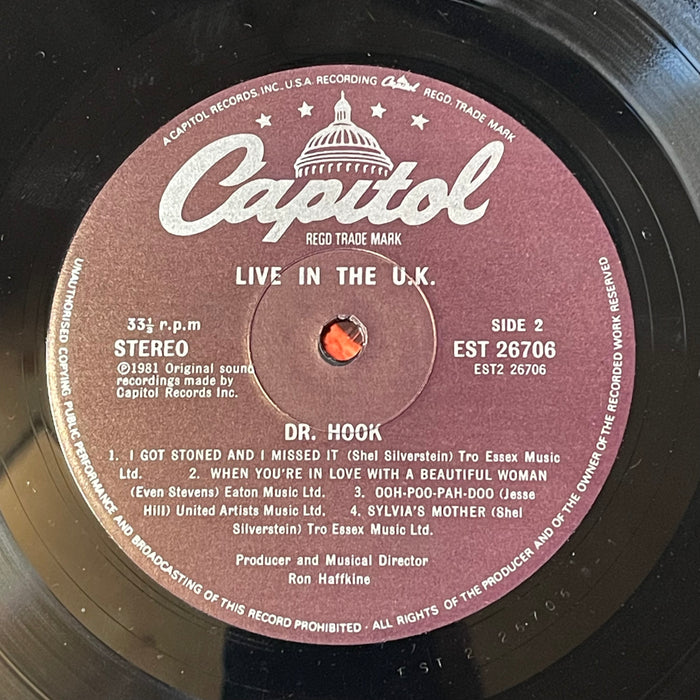 A CAPITOL RECORDS, INC., U.S.A. RECORDING Capitol REGD. TRADE MARK
Capitol
REGD TRADE MARK
LIVE IN THE U.K.
33⅓ r.p.m
STEREO
℗1981 Original sound
recordings made by
Capitol Records Inc.
SIDE 2
EST 26706
EST2 26706
DR. HOOK
1. I GOT STONED AND I MISSED IT (Shel Silverstein) Tro Essex Music
Ltd. 2. WHEN YOU'RE IN LOVE WITH A BEAUTIFUL WOMAN
(Even Stevens) Eaton Music Ltd. 3. OOH-POO-PAH-DOO (Jesse
Hill) United Artists Music Ltd. 4. SYLVIA'S MOTHER (Shel
Silverstein) Tro Essex Music Ltd.
Producer and Musical Director
Ron Haffkine
UNAUTHORISED COPYING PUBLIC PERFORMANCE AND BROADCASTING OF THIS RECORD PROHIBITED · ALL RIGHTS OF THE PRODUCER AND OF THE OWNER OF THE RECORDED WORK RESERVED
EST 2 26706